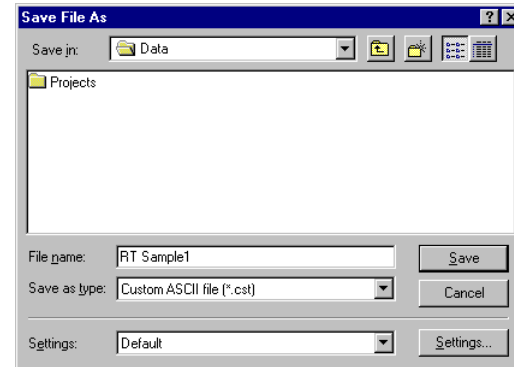 Save File As
Save in: Data
Projects
File name: RT Sample1 Save
Save as type: Custom ASCII file (*.cst) Cancel
Settings: Default Settings...